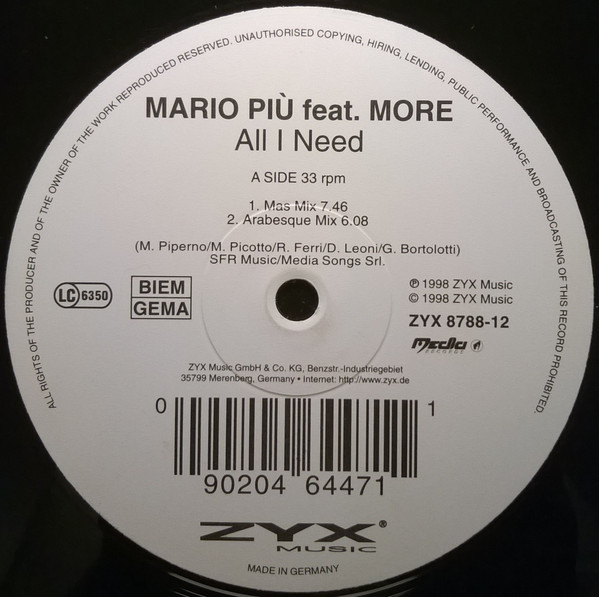 ALL RIGHTS OF THE PRODUCER AND OF THE OWNER OF THE WORK REPRODUCED RESERVED. UNAUTHORISED COPYING, HIRING, LENDING, PUBLIC PERFORMANCE AND BROADCASTING OF THIS RECORD PROHIBITED.
MARIO PIÙ feat. MORE
All I Need
A SIDE 33 rpm
1. Mas Mix 7.46
2. Arabesque Mix 6.08
(M. Piperno/M. Picotto/R. Ferri/D. Leoni/G. Bortolotti)
SFR Music/Media Songs Srl.
LC 6350
BIEM
GEMA
℗ 1998 ZYX Music
© 1998 ZYX Music
ZYX 8788-12
Media
RECORDS
ZYX Music GmbH & Co. KG, Benzstr.-Industriegebiet
35799 Merenberg, Germany • Internet: http://www.zyx.de
0 90204 64471 1
ZYX®
MUSIC
MADE IN GERMANY